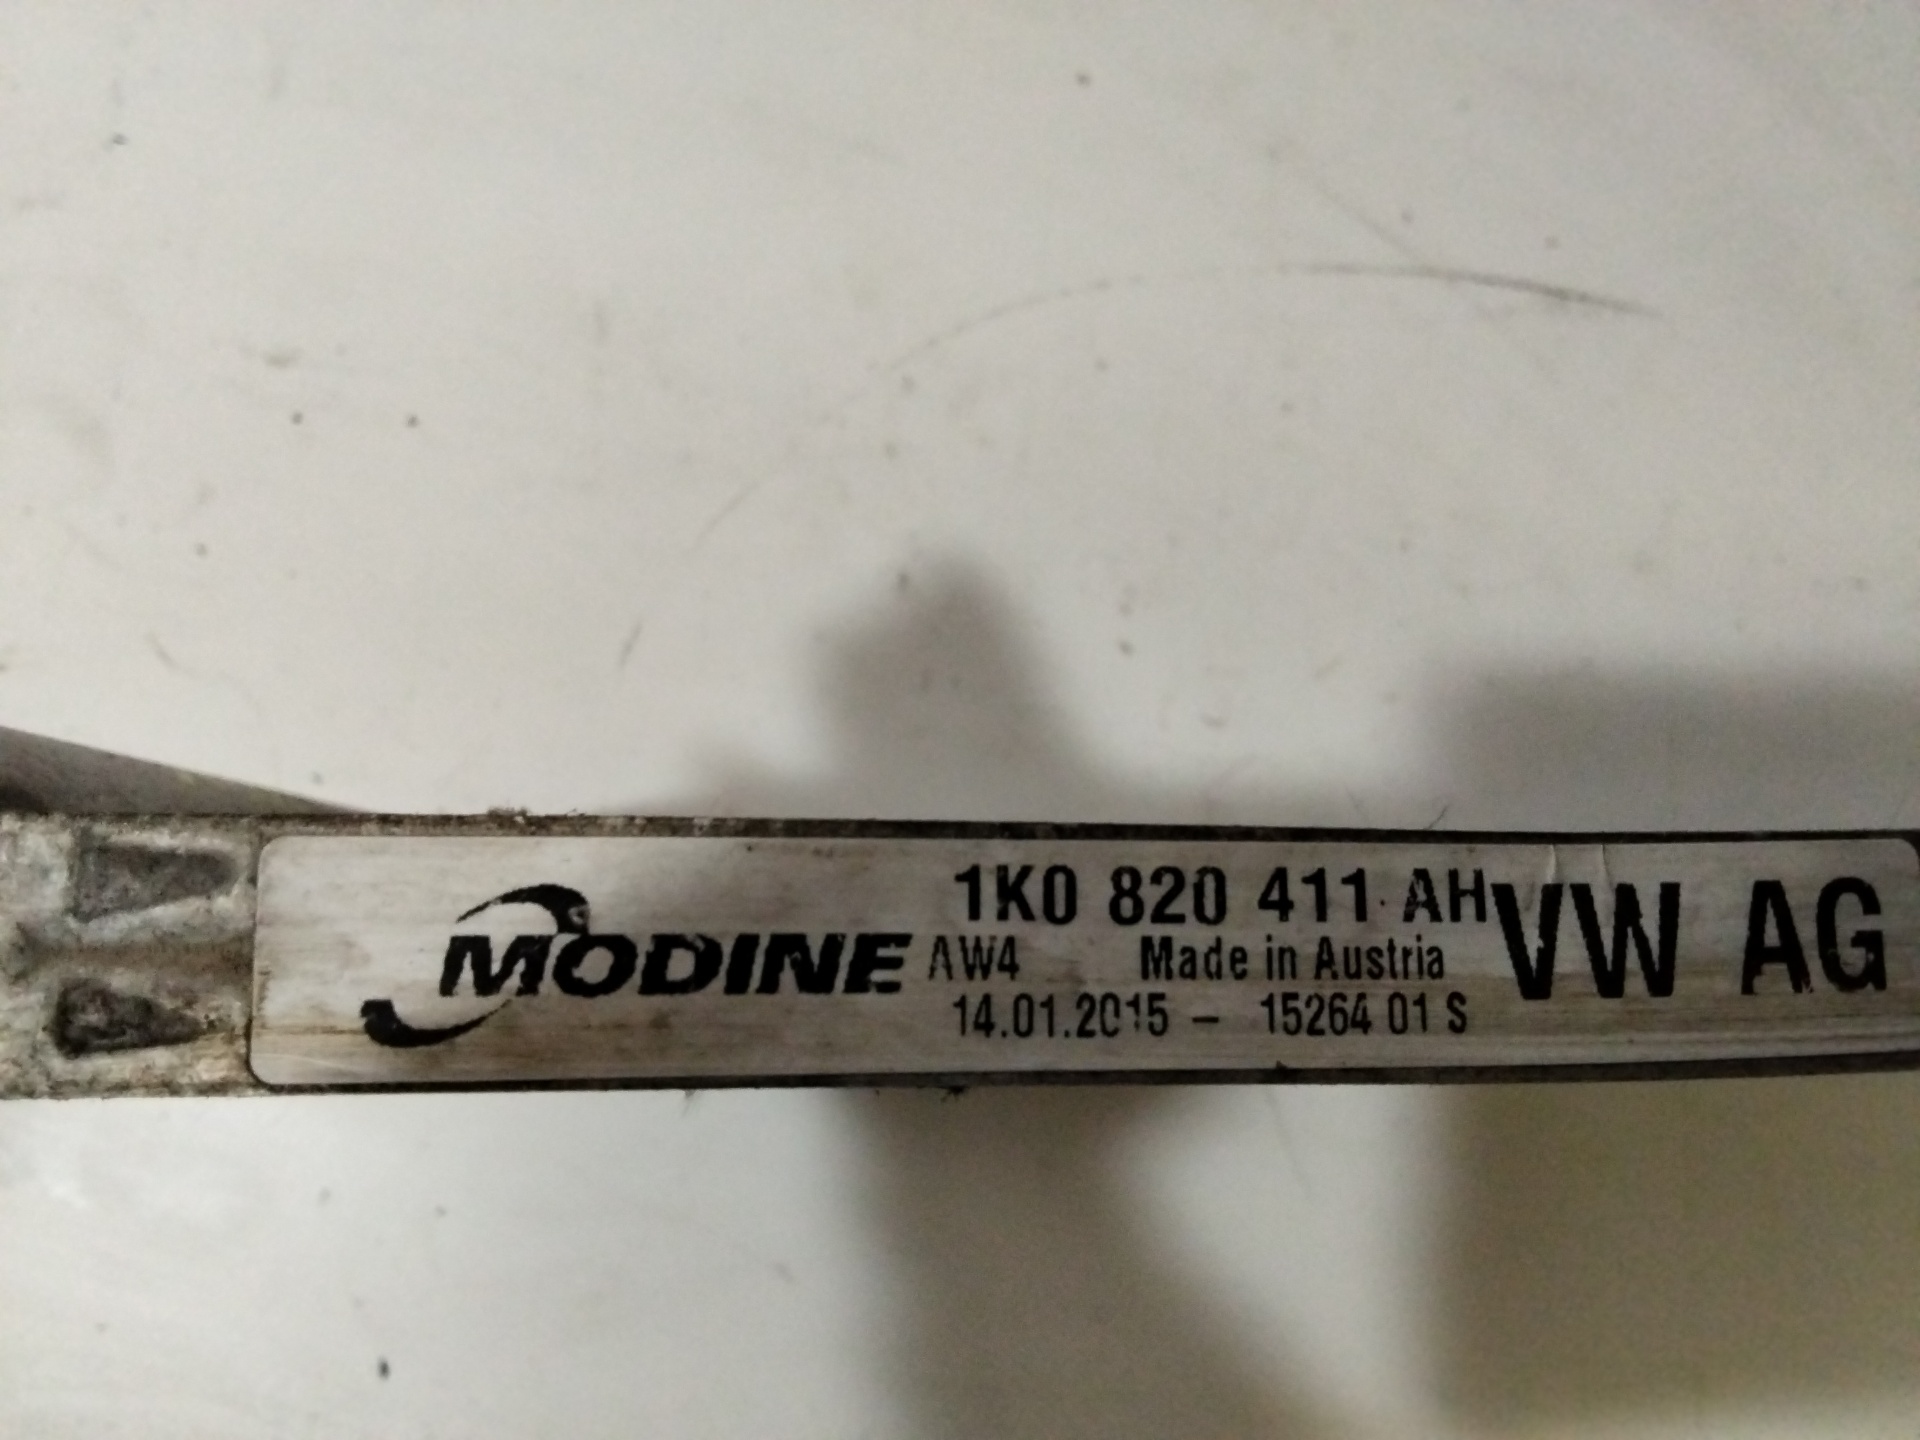 MODINE
1K0 820 411 AH
AW4 Made in Austria
14.01.2015 – 15264 01 S
VW AG